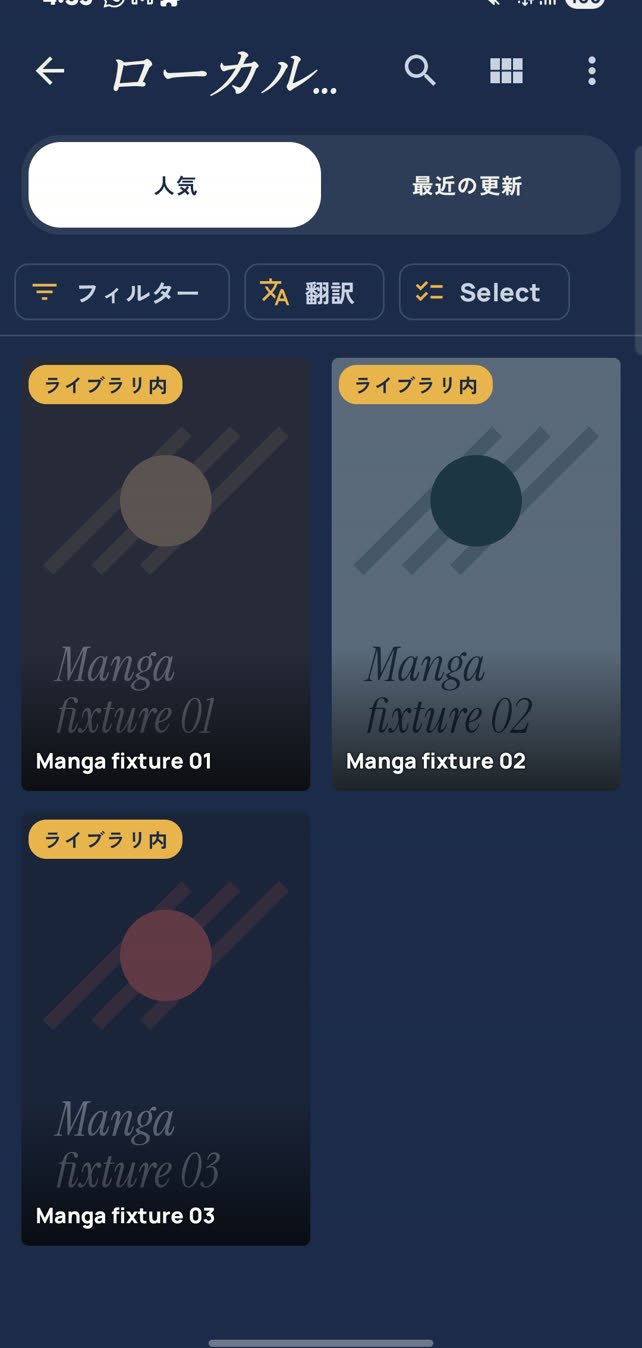 ローカル…
人気
最近の更新
フィルター
翻訳
Select
ライブラリ内
ライブラリ内
Manga
fixture 01
Manga fixture 01
Manga
fixture 02
Manga fixture 02
ライブラリ内
Manga
fixture 03
Manga fixture 03